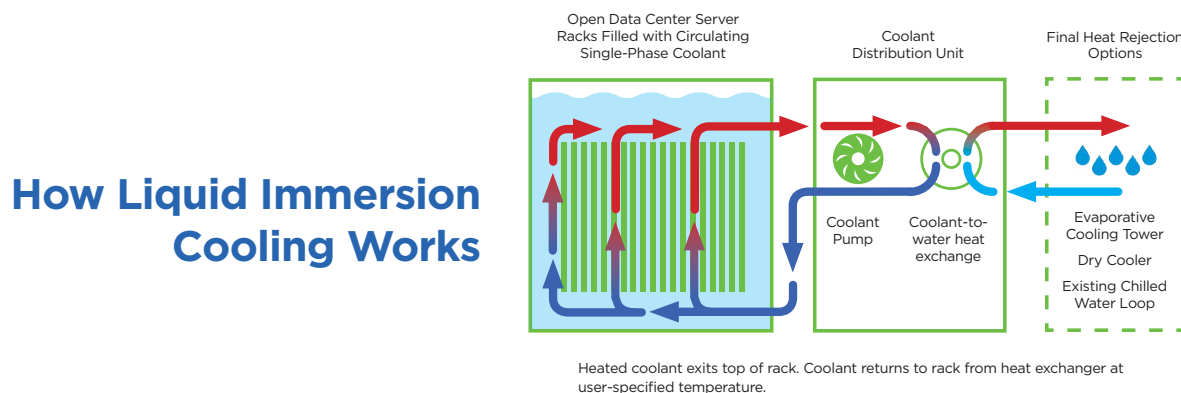 How Liquid Immersion
Cooling Works
Open Data Center Server
Racks Filled with Circulating
Single-Phase Coolant
Coolant
Distribution Unit
Final Heat Rejection
Options
Coolant
Pump
Coolant-to-
water heat
exchange
Evaporative
Cooling Tower
Dry Cooler
Existing Chilled
Water Loop
Heated coolant exits top of rack. Coolant returns to rack from heat exchanger at
user-specified temperature.